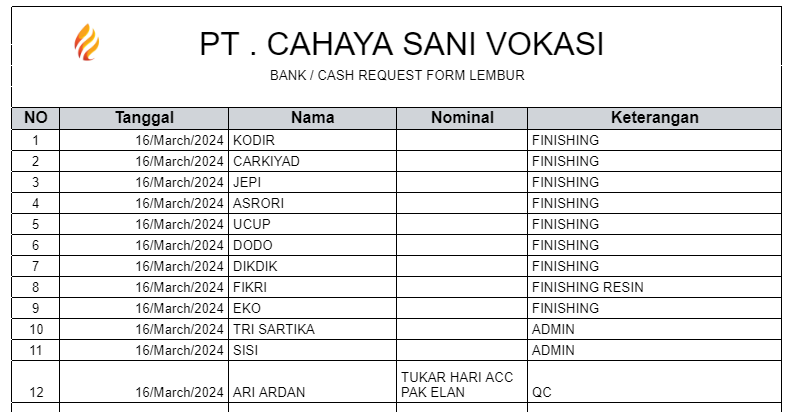 PT . CAHAYA SANI VOKASI
BANK / CASH REQUEST FORM LEMBUR
NO Tanggal Nama Nominal Keterangan
1 16/March/2024 KODIR FINISHING
2 16/March/2024 CARKIYAD FINISHING
3 16/March/2024 JEPI FINISHING
4 16/March/2024 ASRORI FINISHING
5 16/March/2024 UCUP FINISHING
6 16/March/2024 DODO FINISHING
7 16/March/2024 DIKDIK FINISHING
8 16/March/2024 FIKRI FINISHING RESIN
9 16/March/2024 EKO FINISHING
10 16/March/2024 TRI SARTIKA ADMIN
11 16/March/2024 SISI ADMIN
TUKAR HARI ACC
12 16/March/2024 ARI ARDAN PAK ELAN QC